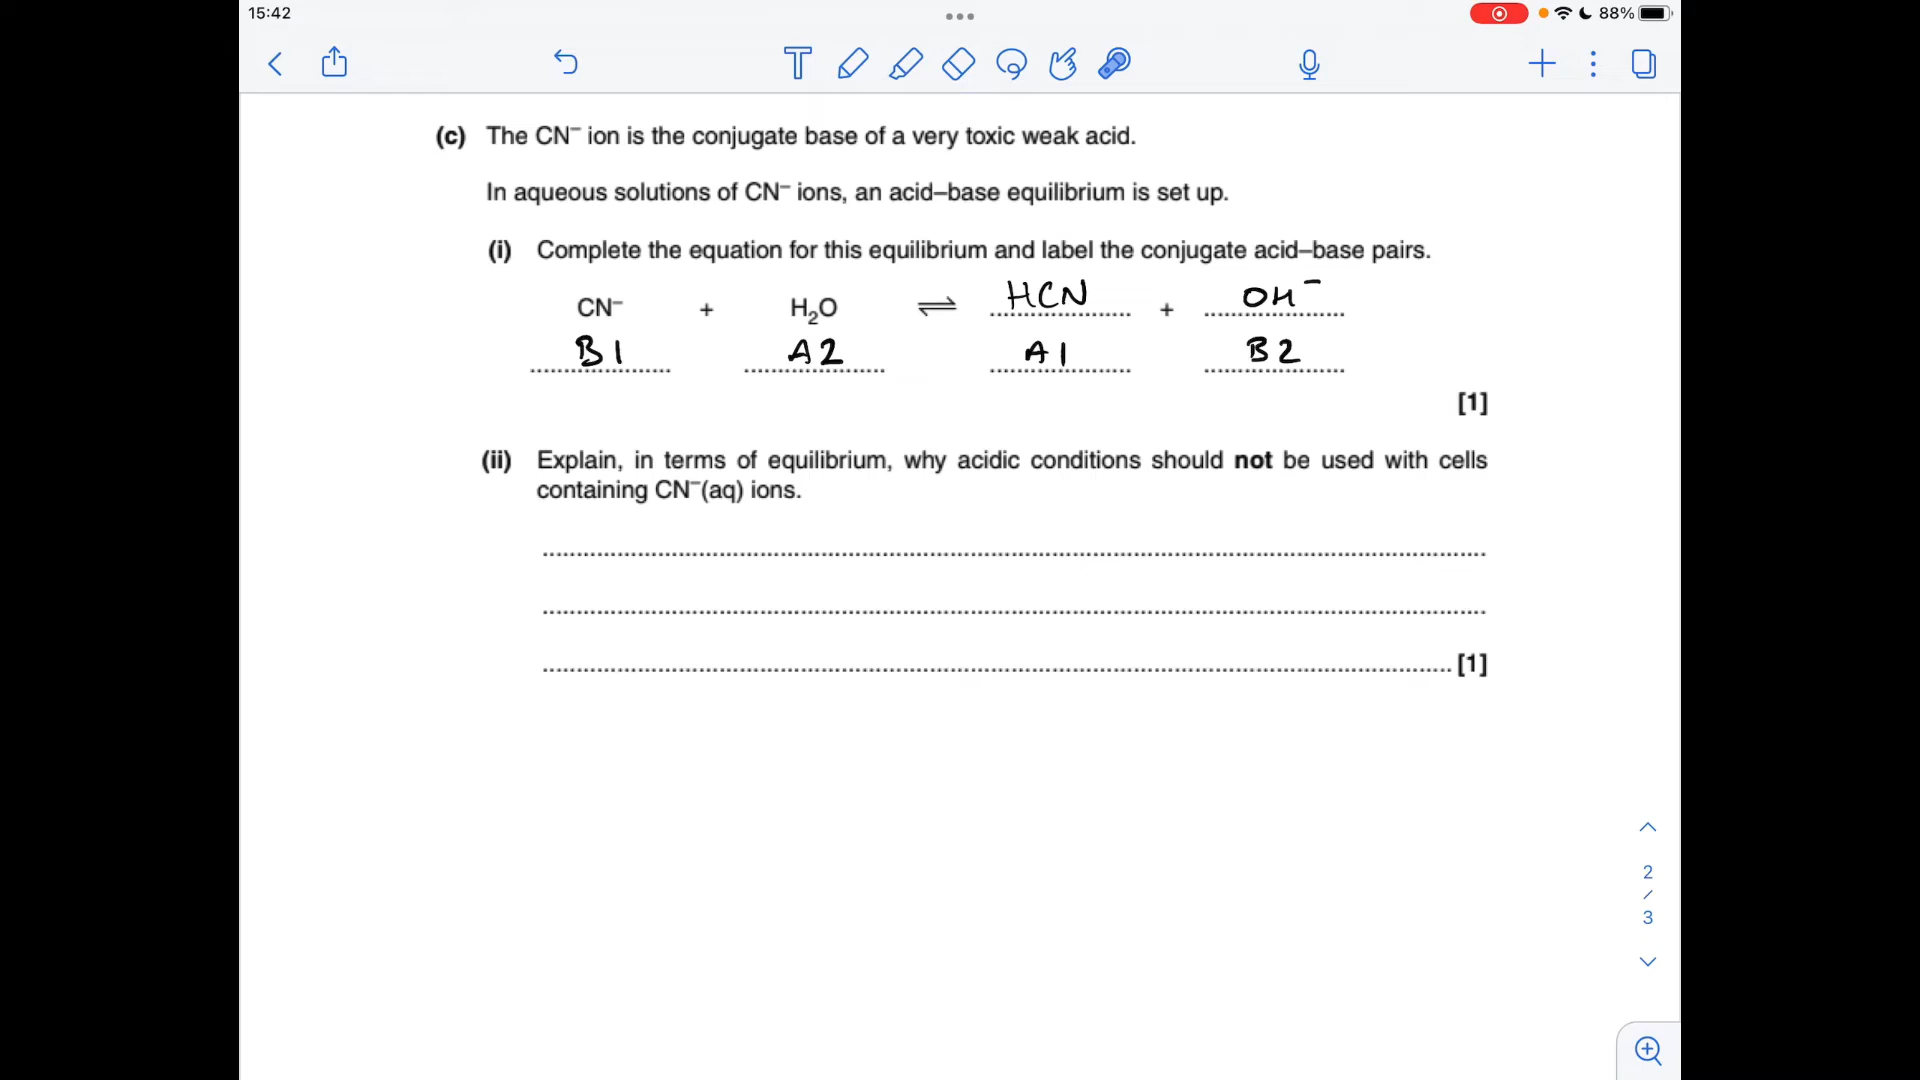 15:42
88%
T
(c) The CN⁻ ion is the conjugate base of a very toxic weak acid.
In aqueous solutions of CN⁻ ions, an acid–base equilibrium is set up.
(i) Complete the equation for this equilibrium and label the conjugate acid–base pairs.
CN⁻ + H₂O ⇌ HCN + OH⁻
B1 A2 A1 B2
[1]
(ii) Explain, in terms of equilibrium, why acidic conditions should not be used with cells
containing CN⁻(aq) ions.
[1]
2
/
3